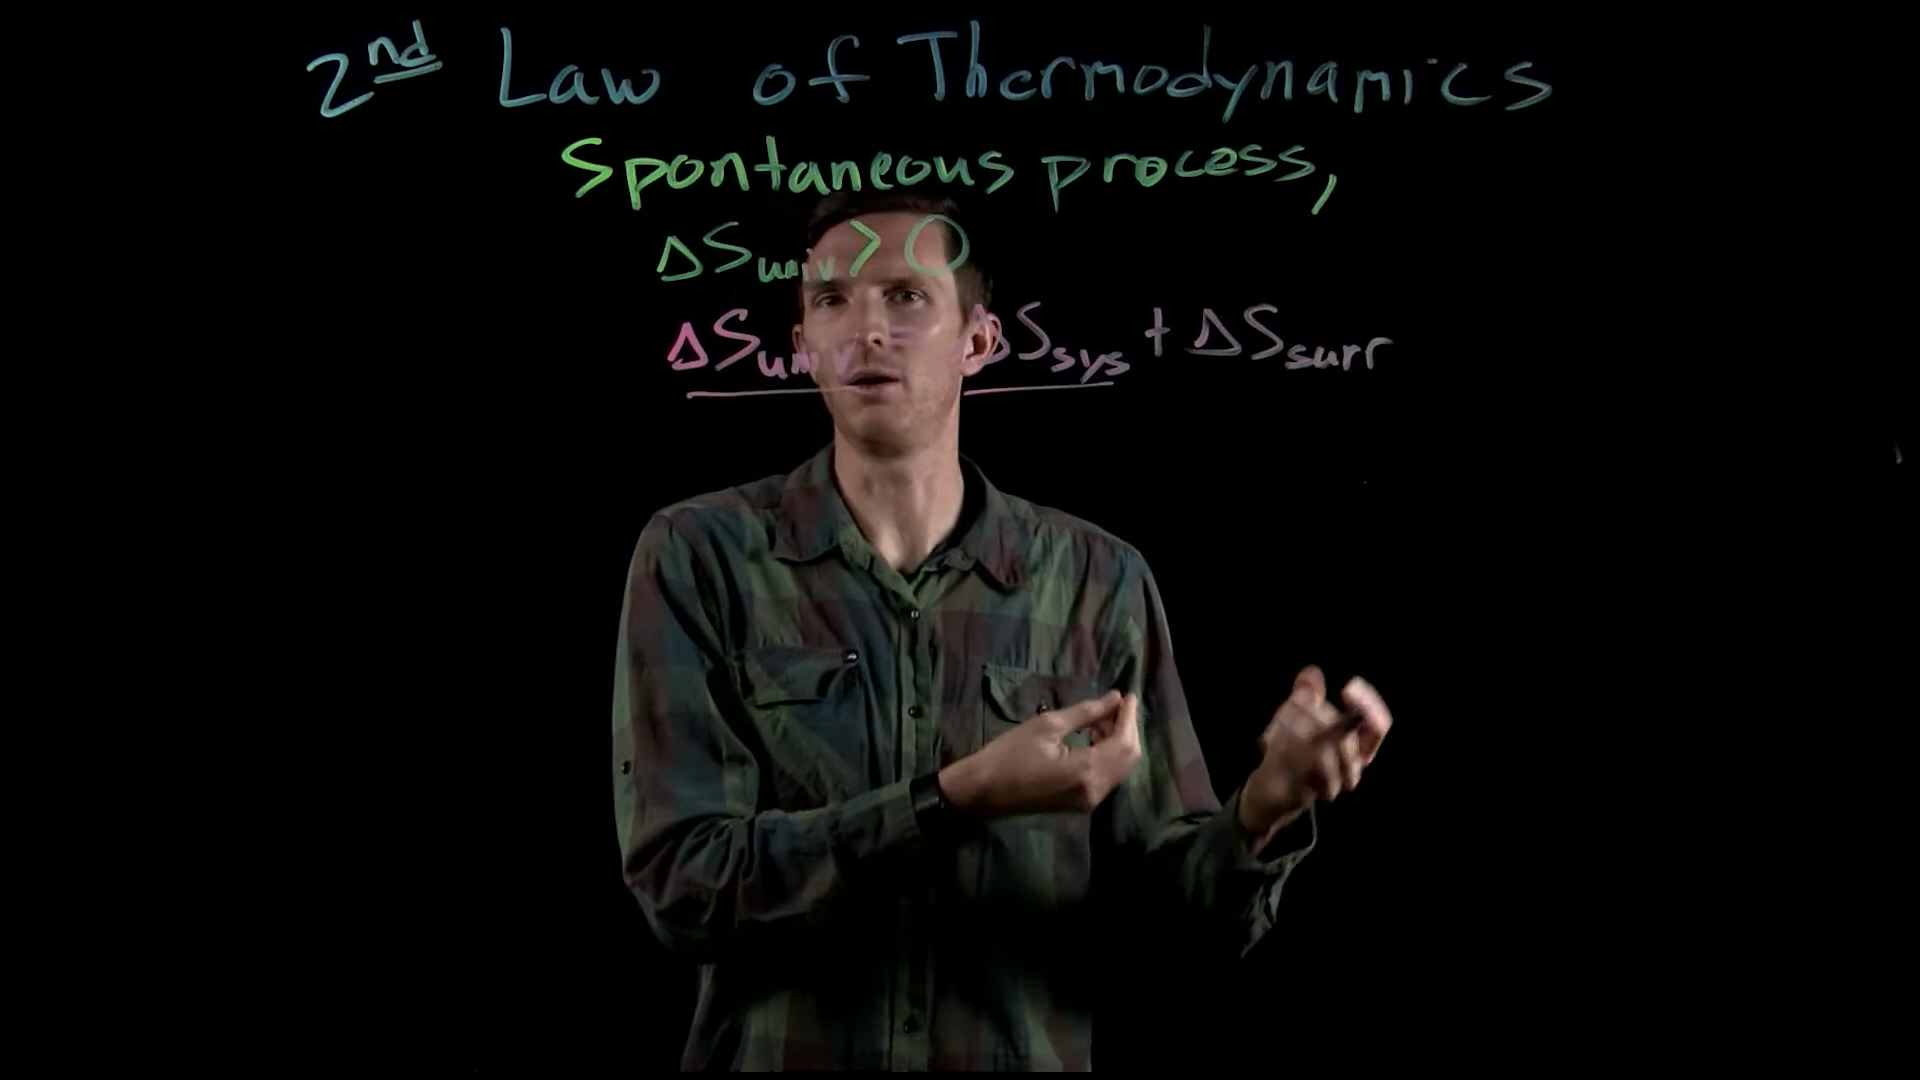 2nd Law of Thermodynamics
Spontaneous process,
ΔSuniv > 0
ΔSuniv = ΔSsys + ΔSsurr